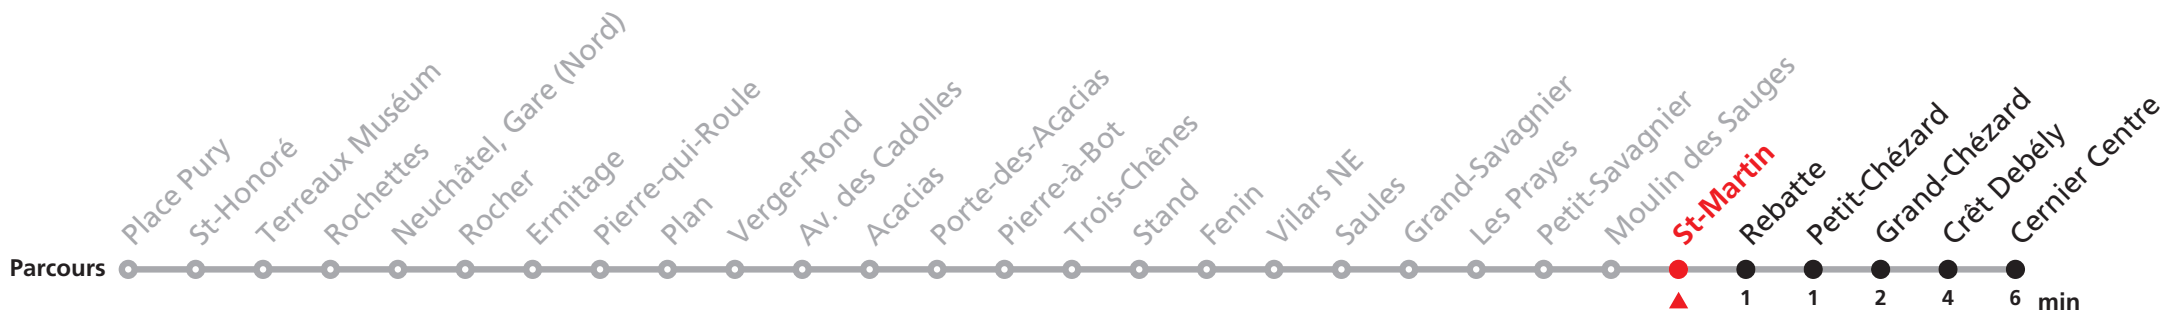 Place Pury
St-Honoré
Terreaux Muséum
Rochettes
Neuchâtel, Gare (Nord)
Rocher
Ermitage
Pierre-qui-Roule
Plan
Verger-Rond
Av. des Cadolles
Acacias
Porte-des-Acacias
Pierre-à-Bot
Trois-Chênes
Stand
Fenin
Vilars NE
Saules
Grand-Savagnier
Les Prayes
Petit-Savagnier
Moulin des Sauges
St-Martin
Rebatte
Petit-Chézard
Grand-Chézard
Crêt Debély
Cernier Centre
Parcours
1 1 2 4 6 min